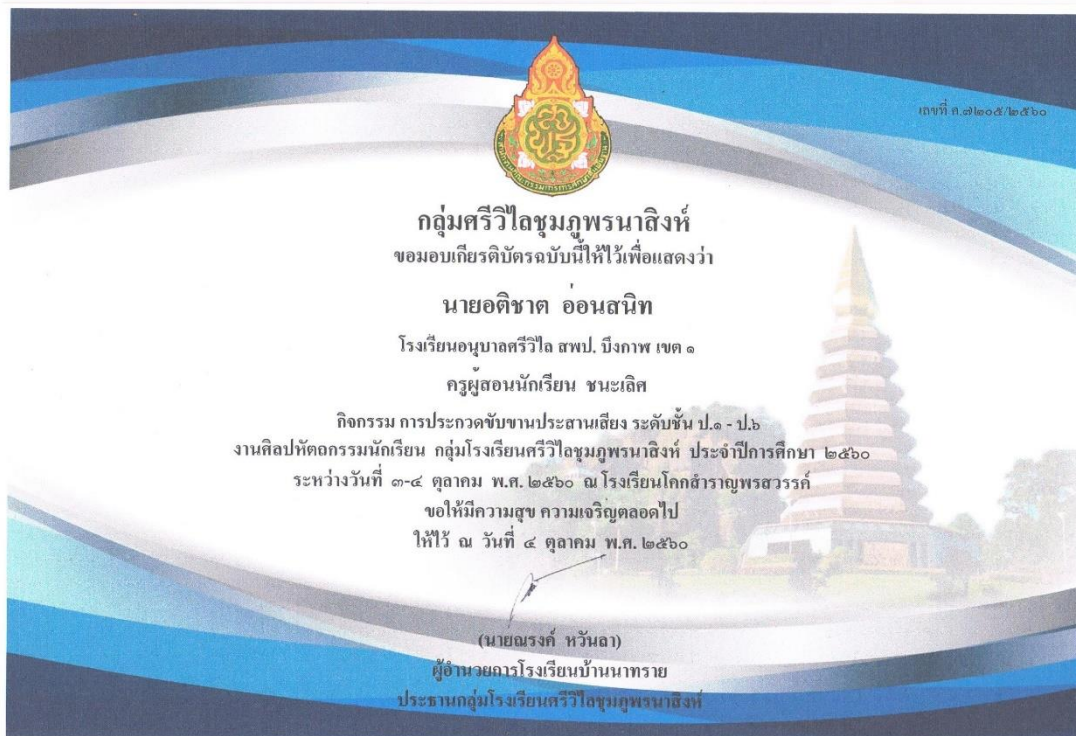 เลขที่ ศ.๗๒๐๕/๒๕๖๐
กลุ่มศรีวิไลชุมภูพรนาสิงห์
ขอมอบเกียรติบัตรฉบับนี้ให้ไว้เพื่อแสดงว่า
นายอติชาต อ่อนสนิท
โรงเรียนอนุบาลศรีวิไล สพป. บึงกาฬ เขต ๑
ครูผู้สอนนักเรียน ชนะเลิศ
กิจกรรม การประกวดขับขานประสานเสียง ระดับชั้น ป.๑ - ป.๖
งานศิลปหัตถกรรมนักเรียน กลุ่มโรงเรียนศรีวิไลชุมภูพรนาสิงห์ ประจำปีการศึกษา ๒๕๖๐
ระหว่างวันที่ ๓-๔ ตุลาคม พ.ศ. ๒๕๖๐ ณ โรงเรียนโคกสำราญพรสวรรค์
ขอให้มีความสุข ความเจริญตลอดไป
ให้ไว้ ณ วันที่ ๔ ตุลาคม พ.ศ. ๒๕๖๐
(นายณรงค์ หวันลา)
ผู้อำนวยการโรงเรียนบ้านนาทราย
ประธานกลุ่มโรงเรียนศรีวิไลชุมภูพรนาสิงห์